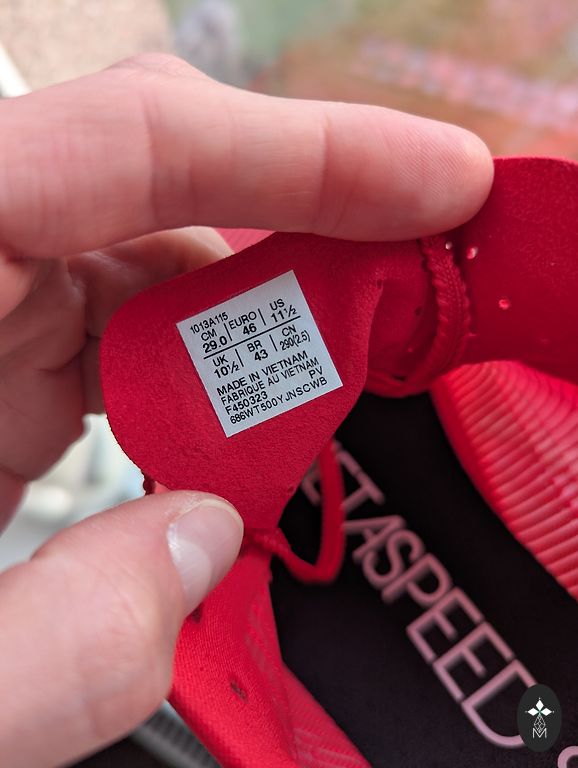 1013A115
CM EURO US
29.0 46 11½
UK BR CN
10½ 43 290(2.5)
MADE IN VIETNAM
FABRIQUE AU VIETNAM
F450323 PV
686WT500YJNSCWB
ETASPEED
M